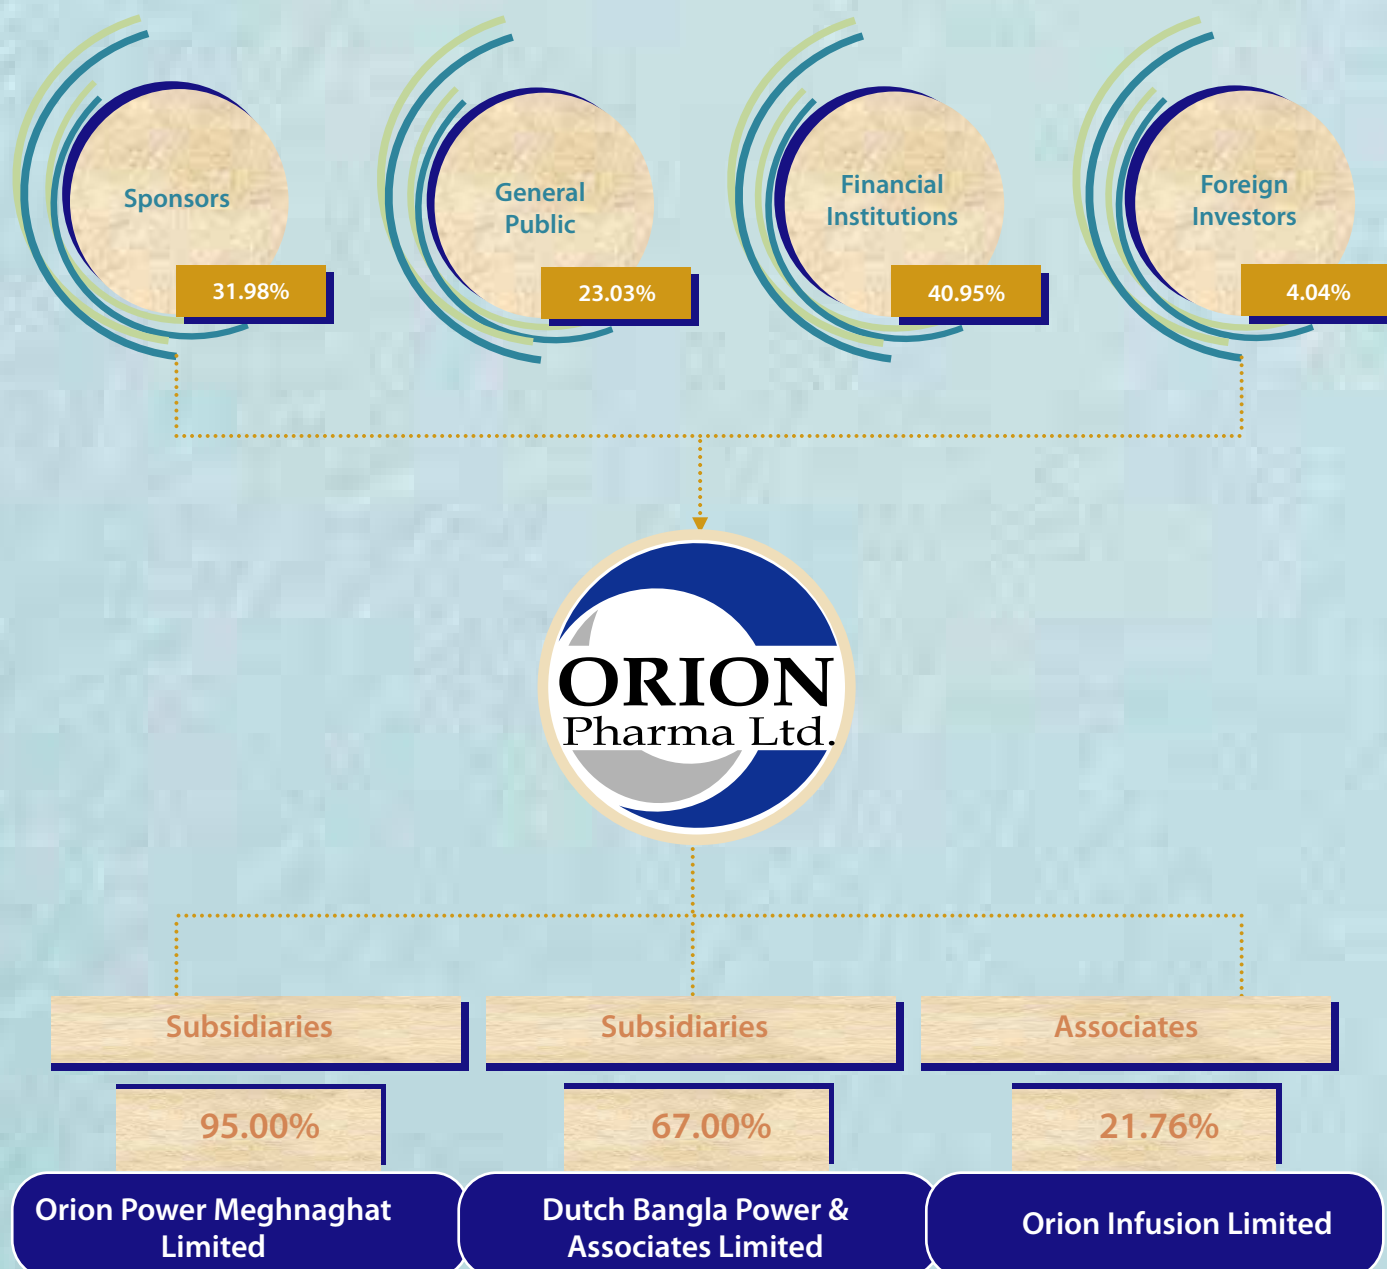 Sponsors
31.98%
General
Public
23.03%
Financial
Institutions
40.95%
Foreign
Investors
4.04%
ORION
Pharma Ltd.
Subsidiaries
Subsidiaries
Associates
95.00%
67.00%
21.76%
Orion Power Meghnaghat
Limited
Dutch Bangla Power &
Associates Limited
Orion Infusion Limited